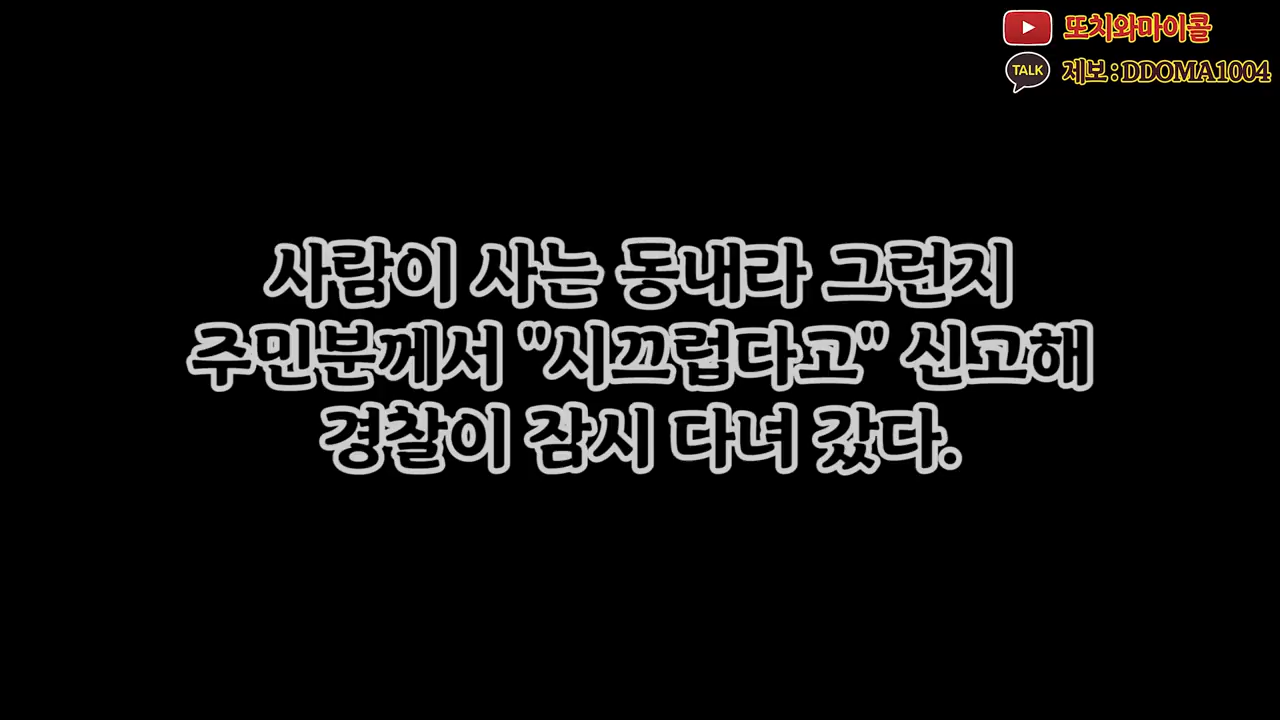 또치와마이콜
TALK 제보 : DDOMA1004
사람이 사는 동내라 그런지
주민분께서 "시끄럽다고" 신고해
경찰이 잠시 다녀 갔다.